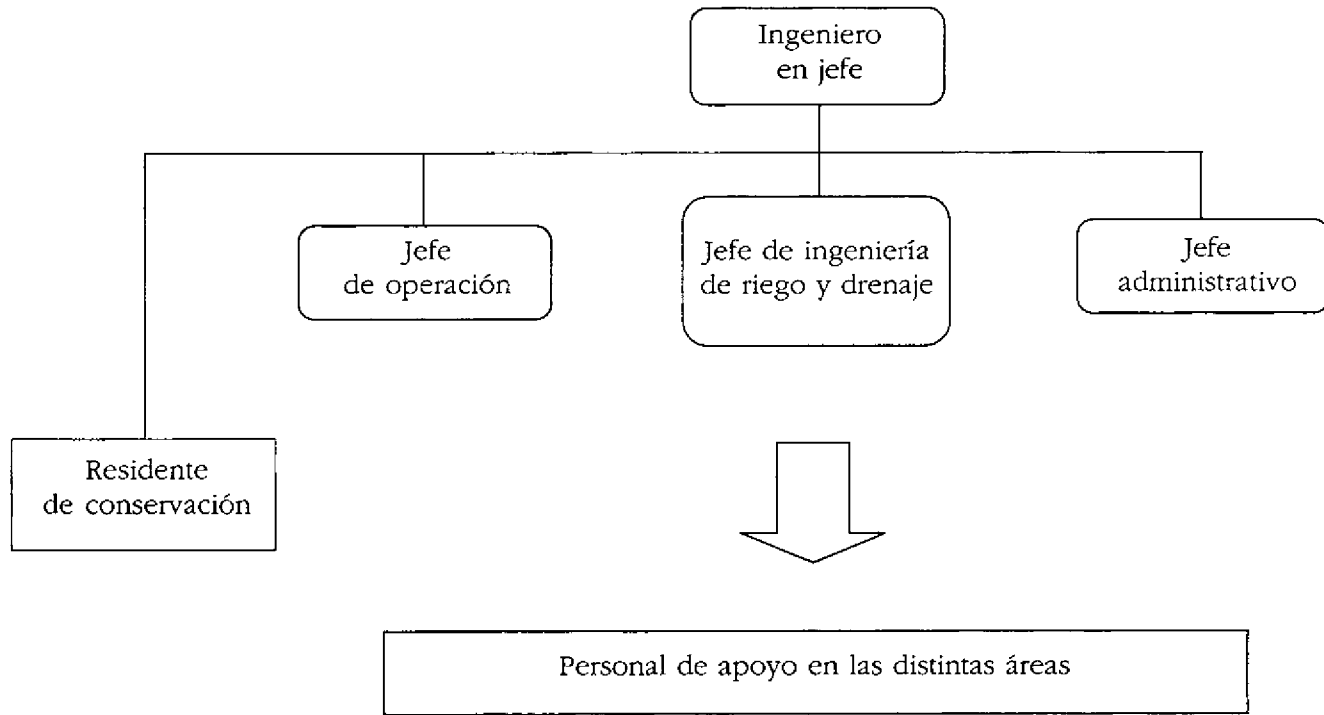 Ingeniero
en jefe
Jefe
de operación
Jefe de ingeniería
de riego y drenaje
Jefe
administrativo
Residente
de conservación
Personal de apoyo en las distintas áreas